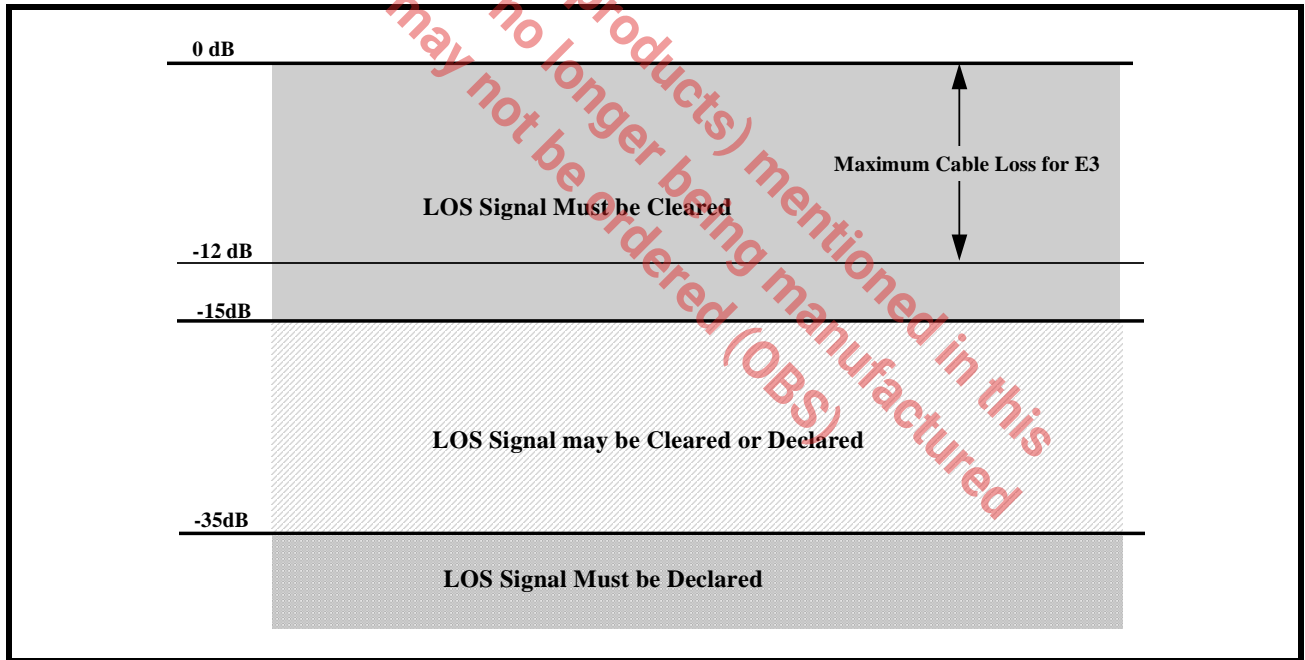 0 dB
Maximum Cable Loss for E3
LOS Signal Must be Cleared
-12 dB
-15dB
LOS Signal may be Cleared or Declared
-35dB
LOS Signal Must be Declared
products) mentioned in this
no longer being manufactured
may not be ordered (OBS)